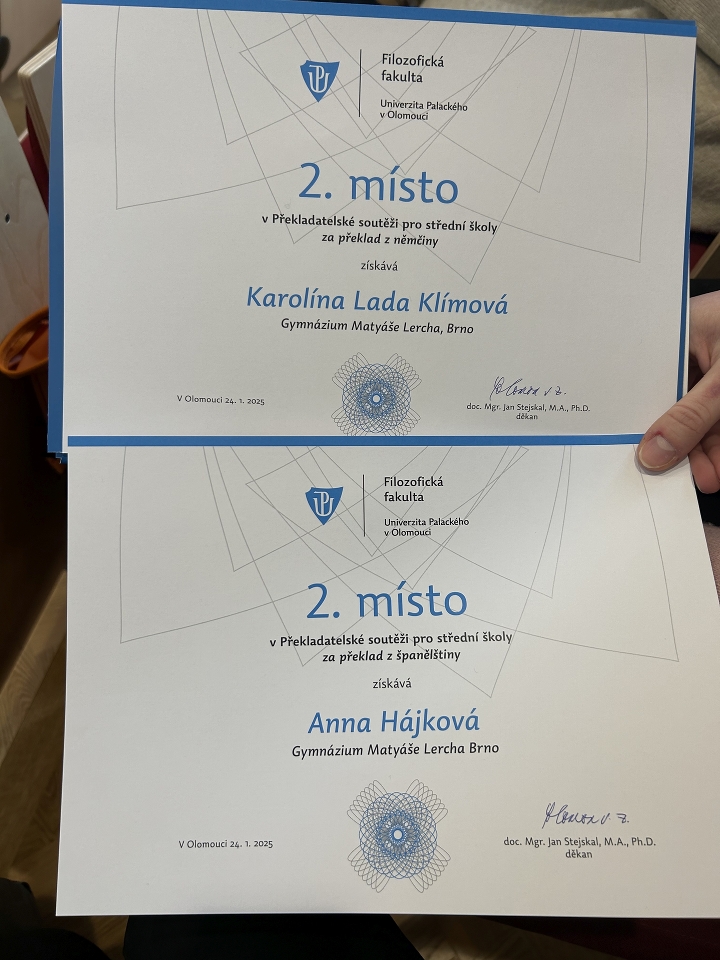 Filozofická
fakulta
Univerzita Palackého
v Olomouci
2. místo
v Překladatelské soutěži pro střední školy
za překlad z němčiny
získává
Karolína Lada Klímová
Gymnázium Matyáše Lercha, Brno
V Olomouci 24. 1. 2025
doc. Mgr. Jan Stejskal, M.A., Ph.D.
děkan
Filozofická
fakulta
Univerzita Palackého
v Olomouci
2. místo
v Překladatelské soutěži pro střední školy
za překlad z španělštiny
získává
Anna Hájková
Gymnázium Matyáše Lercha Brno
V Olomouci 24. 1. 2025
doc. Mgr. Jan Stejskal, M.A., Ph.D.
děkan